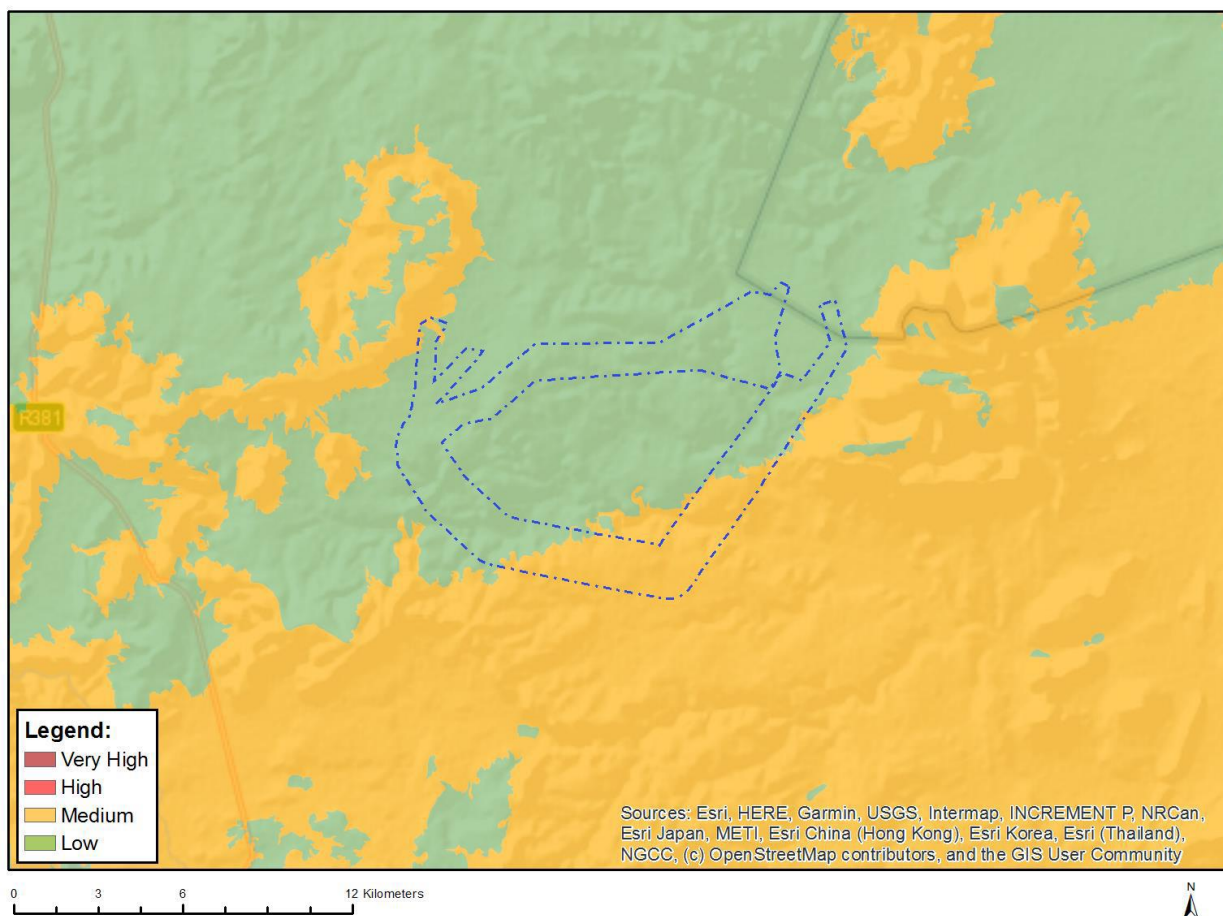 R381
Legend:
Very High
High
Medium
Low
Sources: Esri, HERE, Garmin, USGS, Intermap, INCREMENT P, NRCan,
Esri Japan, METI, Esri China (Hong Kong), Esri Korea, Esri (Thailand),
NGCC, (c) OpenStreetMap contributors, and the GIS User Community
0 3 6 12 Kilometers
N